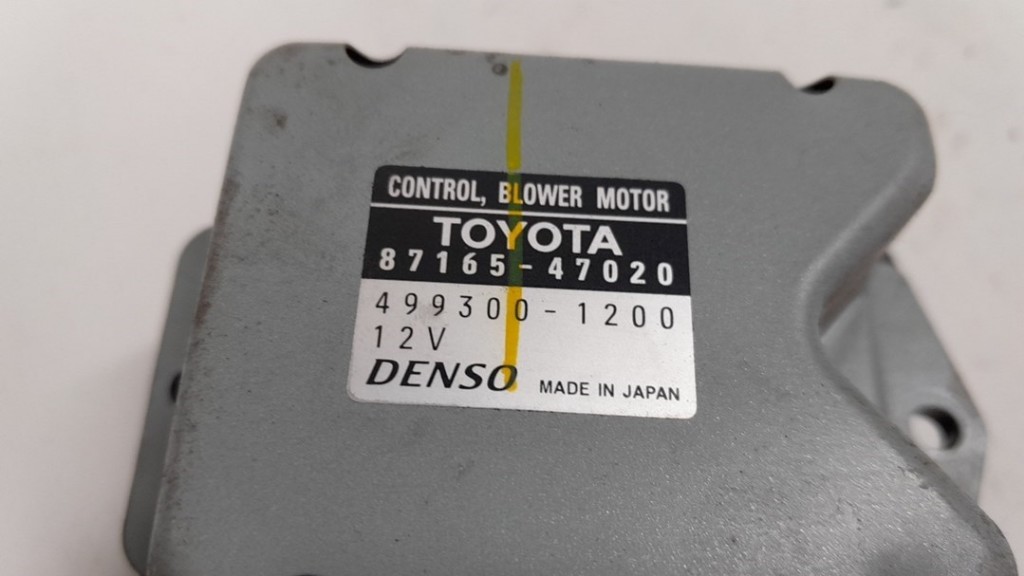 CONTROL, BLOWER MOTOR
TOYOTA
87165-47020
499300-1200
12V
DENSO MADE IN JAPAN